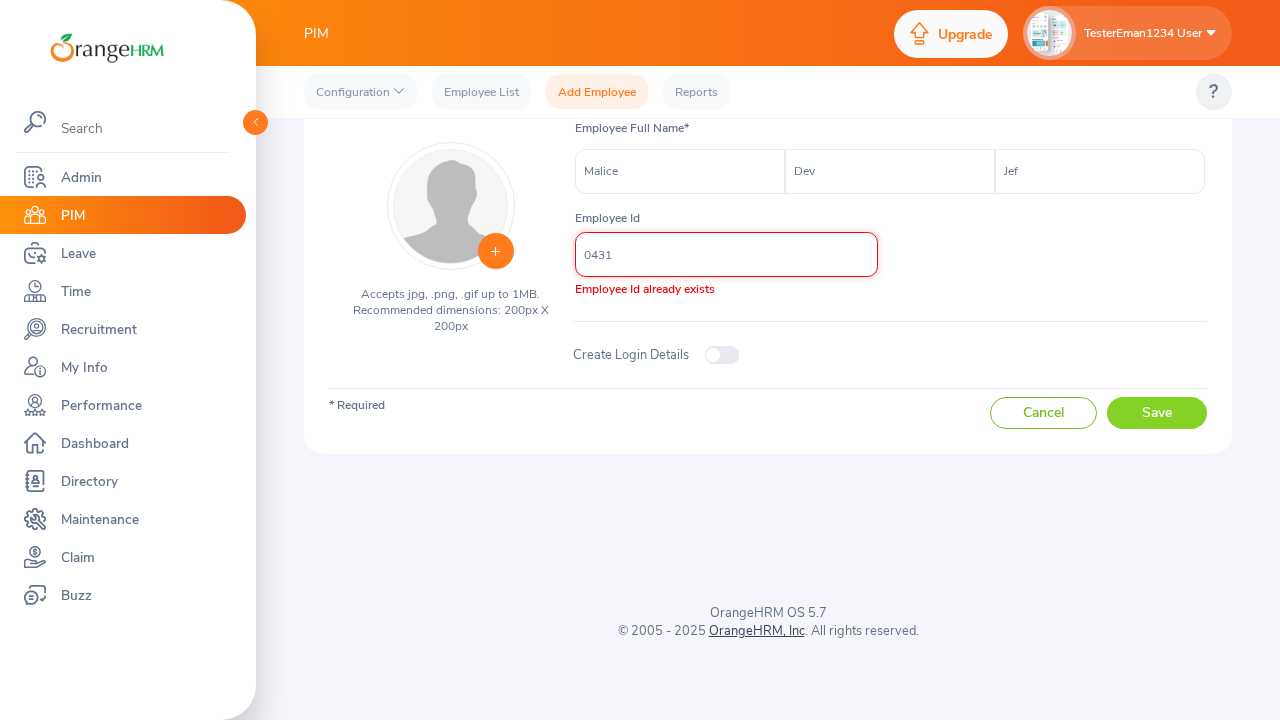 OrangeHRM
PIM
Upgrade
TesterEman1234 User
Configuration
Employee List
Add Employee
Reports
?
Search
Admin
PIM
Leave
Time
Recruitment
My Info
Performance
Dashboard
Directory
Maintenance
Claim
Buzz
Employee Full Name*
Malice
Dev
Jef
Employee Id
0431
Employee Id already exists
+
Accepts jpg, .png, .gif up to 1MB.
Recommended dimensions: 200px X
200px
Create Login Details
* Required
Cancel
Save
OrangeHRM OS 5.7
© 2005 - 2025 OrangeHRM, Inc. All rights reserved.